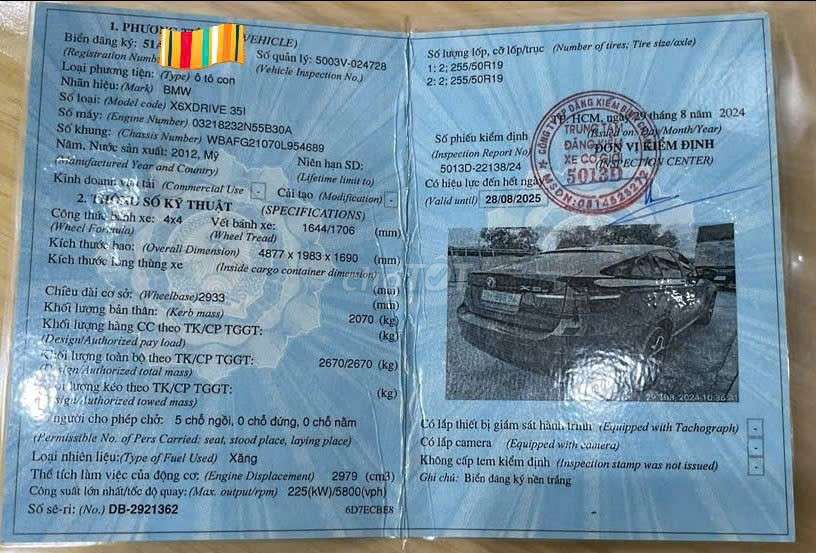 1. PHƯƠNG (VEHICLE)
Biển đăng ký: 51A
(Registration Number)
Số quản lý: 5003V-024728
(Vehicle Inspection No.)
Loại phương tiện: (Type) ô tô con
Nhãn hiệu: (Mark) BMW
Số loại: (Model code) X6XDRIVE 35I
Số máy: (Engine Number) 03218232N55B30A
Số khung: (Chassis Number) WBAFG21070L954689
Năm, Nước sản xuất: 2012, Mỹ
(Manufactured Year and Country)
Niên hạn SD:
(Lifetime limit to)
Kinh doanh vận tải (Commercial Use) - Cải tạo (Modification) -
2. THÔNG SỐ KỸ THUẬT (SPECIFICATIONS)
Công thức bánh xe: 4x4
(Wheel Formula)
Vết bánh xe: 1644/1706 (mm)
(Wheel Tread)
Kích thước bao: (Overall Dimension) 4877 x 1983 x 1690 (mm)
Kích thước lòng thùng xe
(Inside cargo container dimension)
(mm)
Chiều dài cơ sở: (Wheelbase) 2933 (mm)
Khối lượng bản thân: (Kerb mass) 2070 (kg)
Khối lượng hàng CC theo TK/CP TGGT: (kg)
(Design/Authorized pay load)
Khối lượng toàn bộ theo TK/CP TGGT: 2670/2670 (kg)
(Design/Authorized total mass)
lượng kéo theo TK/CP TGGT: (kg)
(Design/Authorized towed mass)
người cho phép chở: 5 chỗ ngồi, 0 chỗ đứng, 0 chỗ nằm
(Permissible No. of Pers Carried: seat, stood place, laying place)
Loại nhiên liệu: (Type of Fuel Used) Xăng
Thể tích làm việc của động cơ: (Engine Displacement) 2979 (cm3)
Công suất lớn nhất/tốc độ quay: (Max. output/rpm) 225(kW)/5800(vph)
Số sê-ri: (No.) DB-2921362 6D7ECBE8
Số lượng lốp, cỡ lốp/trục (Number of tires; Tire size/axle)
1: 2; 255/50R19
2: 2; 255/50R19
TP. HCM, ngày 29 tháng 8 năm 2024
(Issued on: Day/Month/Year)
Số phiếu kiểm định
(Inspection Report No)
5013D-22138/24
ĐƠN VỊ KIỂM ĐỊNH
(INSPECTION CENTER)
CÔNG TY CP ĐĂNG KIỂM
TRUNG TÂM
ĐĂNG KIỂM
XE CƠ GIỚI
5013D
Có hiệu lực đến hết ngày
(Valid until) 28/08/2025
CHỢ TỐT
Có lắp thiết bị giám sát hành trình (Equipped with Tachograph) -
Có lắp camera (Equipped with camera) -
Không cấp tem kiểm định (Inspection stamp was not issued) -
Ghi chú: Biển đăng ký nền trắng